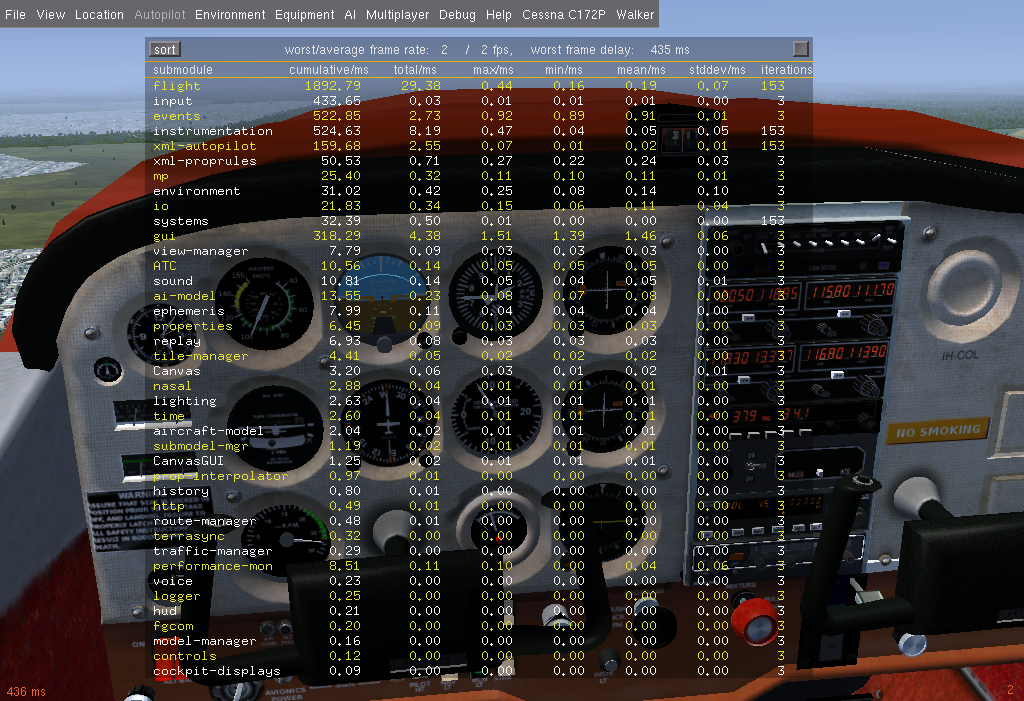 File View Location Autopilot Environment Equipment AI Multiplayer Debug Help Cessna C172P Walker
sort worst/average frame rate: 2 / 2 fps, worst frame delay: 435 ms
submodule cumulative/ms total/ms max/ms min/ms mean/ms stddev/ms iterations
flight 1892.79 29.38 0.44 0.16 0.19 0.07 153
input 433.65 0.03 0.01 0.01 0.01 0.00 3
events 522.85 2.73 0.92 0.89 0.91 0.01 3
instrumentation 524.63 8.19 0.47 0.04 0.05 0.05 153
xml-autopilot 159.68 2.55 0.07 0.01 0.02 0.01 153
xml-proprules 50.53 0.71 0.27 0.22 0.24 0.03 3
mp 25.40 0.32 0.11 0.10 0.11 0.01 3
environment 31.02 0.42 0.25 0.08 0.14 0.10 3
io 21.83 0.34 0.15 0.06 0.11 0.04 3
systems 32.39 0.50 0.01 0.00 0.00 0.00 153
gui 318.29 4.38 1.51 1.39 1.46 0.06 3
view-manager 7.79 0.09 0.03 0.03 0.03 0.00 3
ATC 10.56 0.14 0.05 0.05 0.05 0.00 3
sound 10.81 0.14 0.05 0.04 0.05 0.01 3
ai-model 13.55 0.23 0.08 0.07 0.08 0.00 3
ephemeris 7.99 0.11 0.04 0.04 0.04 0.00 3
properties 6.45 0.09 0.03 0.03 0.03 0.00 3
replay 6.93 0.08 0.03 0.03 0.03 0.00 3
tile-manager 4.41 0.05 0.02 0.02 0.02 0.00 3
Canvas 3.20 0.06 0.03 0.01 0.02 0.01 3
nasal 2.88 0.04 0.01 0.01 0.01 0.00 3
lighting 2.63 0.04 0.01 0.01 0.01 0.00 3
time 2.60 0.04 0.01 0.01 0.01 0.00 3
aircraft-model 2.04 0.02 0.01 0.01 0.01 0.00 3
submodel-mgr 1.19 0.02 0.01 0.01 0.01 0.00 3
CanvasGUI 1.25 0.02 0.01 0.00 0.01 0.00 3
prop-interpolator 0.97 0.01 0.00 0.00 0.00 0.00 3
history 0.80 0.01 0.00 0.00 0.00 0.00 3
http 0.45 0.01 0.00 0.00 0.00 0.00 3
route-manager 0.48 0.01 0.00 0.00 0.00 0.00 3
terrasync 0.32 0.00 0.00 0.00 0.00 0.00 3
traffic-manager 0.29 0.00 0.00 0.00 0.00 0.00 3
performance-mon 8.51 0.11 0.10 0.00 0.04 0.06 3
voice 0.23 0.00 0.00 0.00 0.00 0.00 3
logger 0.25 0.00 0.00 0.00 0.00 0.00 3
hud 0.21 0.00 0.00 0.00 0.00 0.00 3
fgcom 0.20 0.00 0.00 0.00 0.00 0.00 3
model-manager 0.16 0.00 0.00 0.00 0.00 0.00 3
controls 0.12 0.00 0.00 0.00 0.00 0.00 3
cockpit-displays 0.09 0.00 0.00 0.00 0.00 0.00 3
IH-COL
NO SMOKING
AVIONICS
POWER
436 ms
2